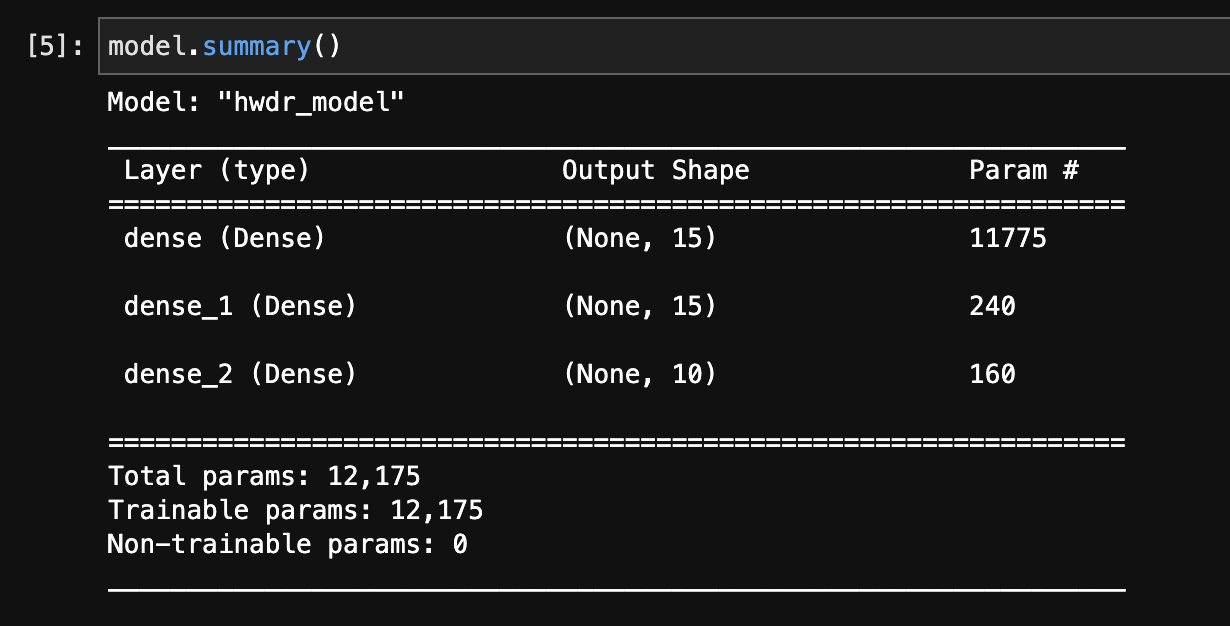 [5]: model.summary()
Model: "hwdr_model"
Layer (type) Output Shape Param #
=================================================================
dense (Dense) (None, 15) 11775
dense_1 (Dense) (None, 15) 240
dense_2 (Dense) (None, 10) 160
=================================================================
Total params: 12,175
Trainable params: 12,175
Non-trainable params: 0